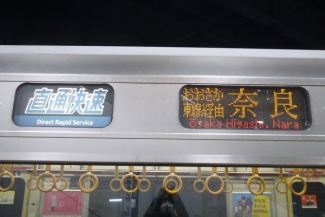 直通快速
Direct Rapid Service
おおさか
東線経由 奈良
Osaka Higashi, Nara